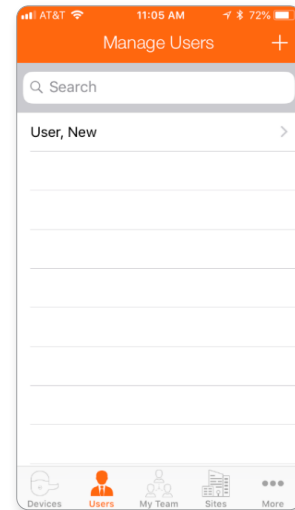 AT&T 11:05 AM 72%
Manage Users +
Search
User, New
Devices Users My Team Sites More